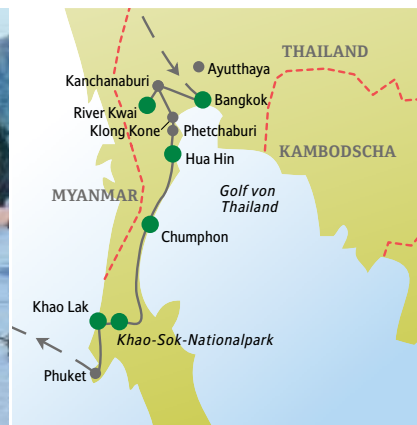 THAILAND
Ayutthaya
Kanchanaburi
Bangkok
River Kwai
Klong Kone
Phetchaburi
KAMBODSCHA
Hua Hin
MYANMAR
Golf von
Thailand
Chumphon
Khao Lak
Khao-Sok-Nationalpark
Phuket